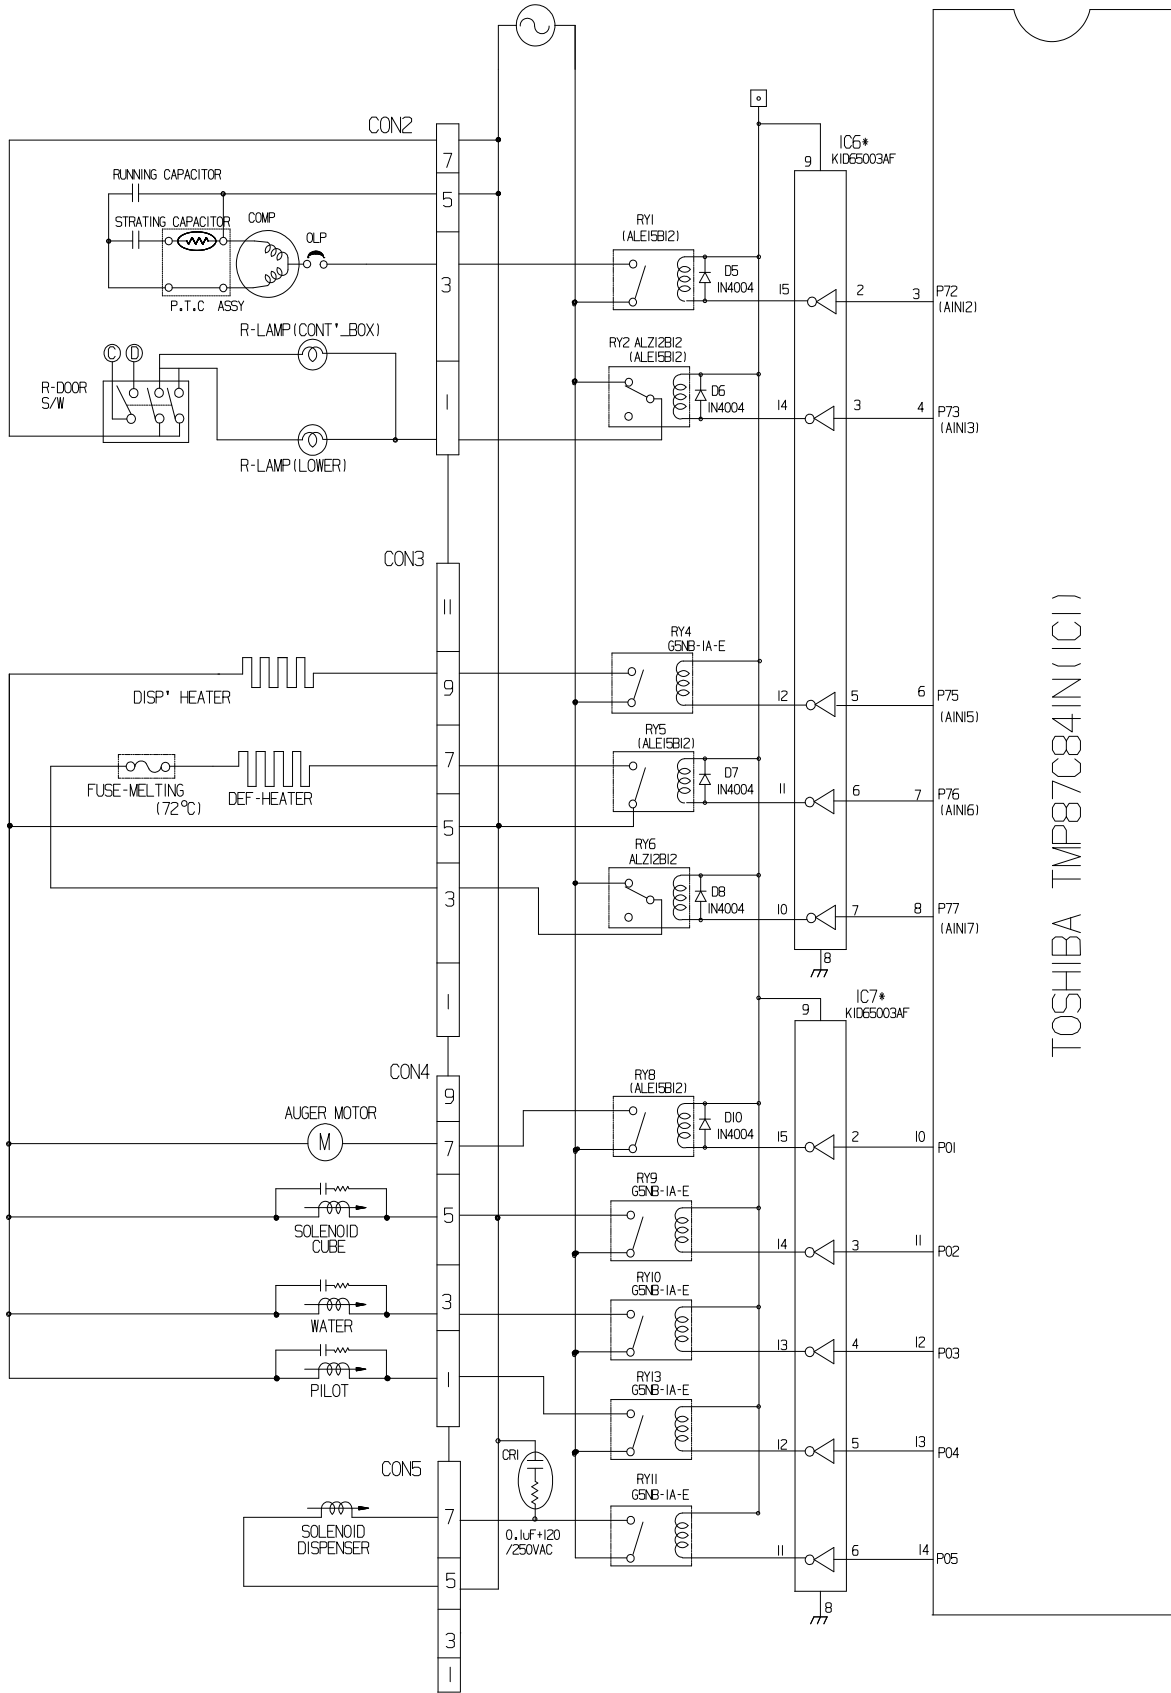 CON2
7
5
3
1
RUNNING CAPACITOR
STRATING CAPACITOR
COMP
OLP
P.T.C ASSY
R-LAMP(CONT'_BOX)
C D
R-DOOR
S/W
R-LAMP(LOWER)
RY1
(ALE15B12)
D5
IN4004
RY2 ALZ12B12
(ALE15B12)
D6
IN4004
IC6*
KID65003AF
9
15
2
3
P72
(AIN12)
14
3
4
P73
(AIN13)
CON3
11
9
7
5
3
1
DISP' HEATER
FUSE-MELTING
(72°C)
DEF-HEATER
RY4
G5NB-1A-E
RY5
(ALE15B12)
D7
IN4004
RY6
ALZ12B12
D8
IN4004
12
5
6
P75
(AIN15)
11
6
7
P76
(AIN16)
10
7
8
P77
(AIN17)
8
TOSHIBA TMP87C841N(IC1)
IC7*
KID65003AF
9
CON4
9
7
5
3
1
AUGER MOTOR
M
SOLENOID
CUBE
WATER
PILOT
RY8
(ALE15B12)
D10
IN4004
RY9
G5NB-1A-E
RY10
G5NB-1A-E
RY13
G5NB-1A-E
RY11
G5NB-1A-E
15
2
10
P01
14
3
11
P02
13
4
12
P03
12
5
13
P04
11
6
14
P05
8
CON5
7
5
3
1
SOLENOID
DISPENSER
CR1
0.1uF+120
/250VAC